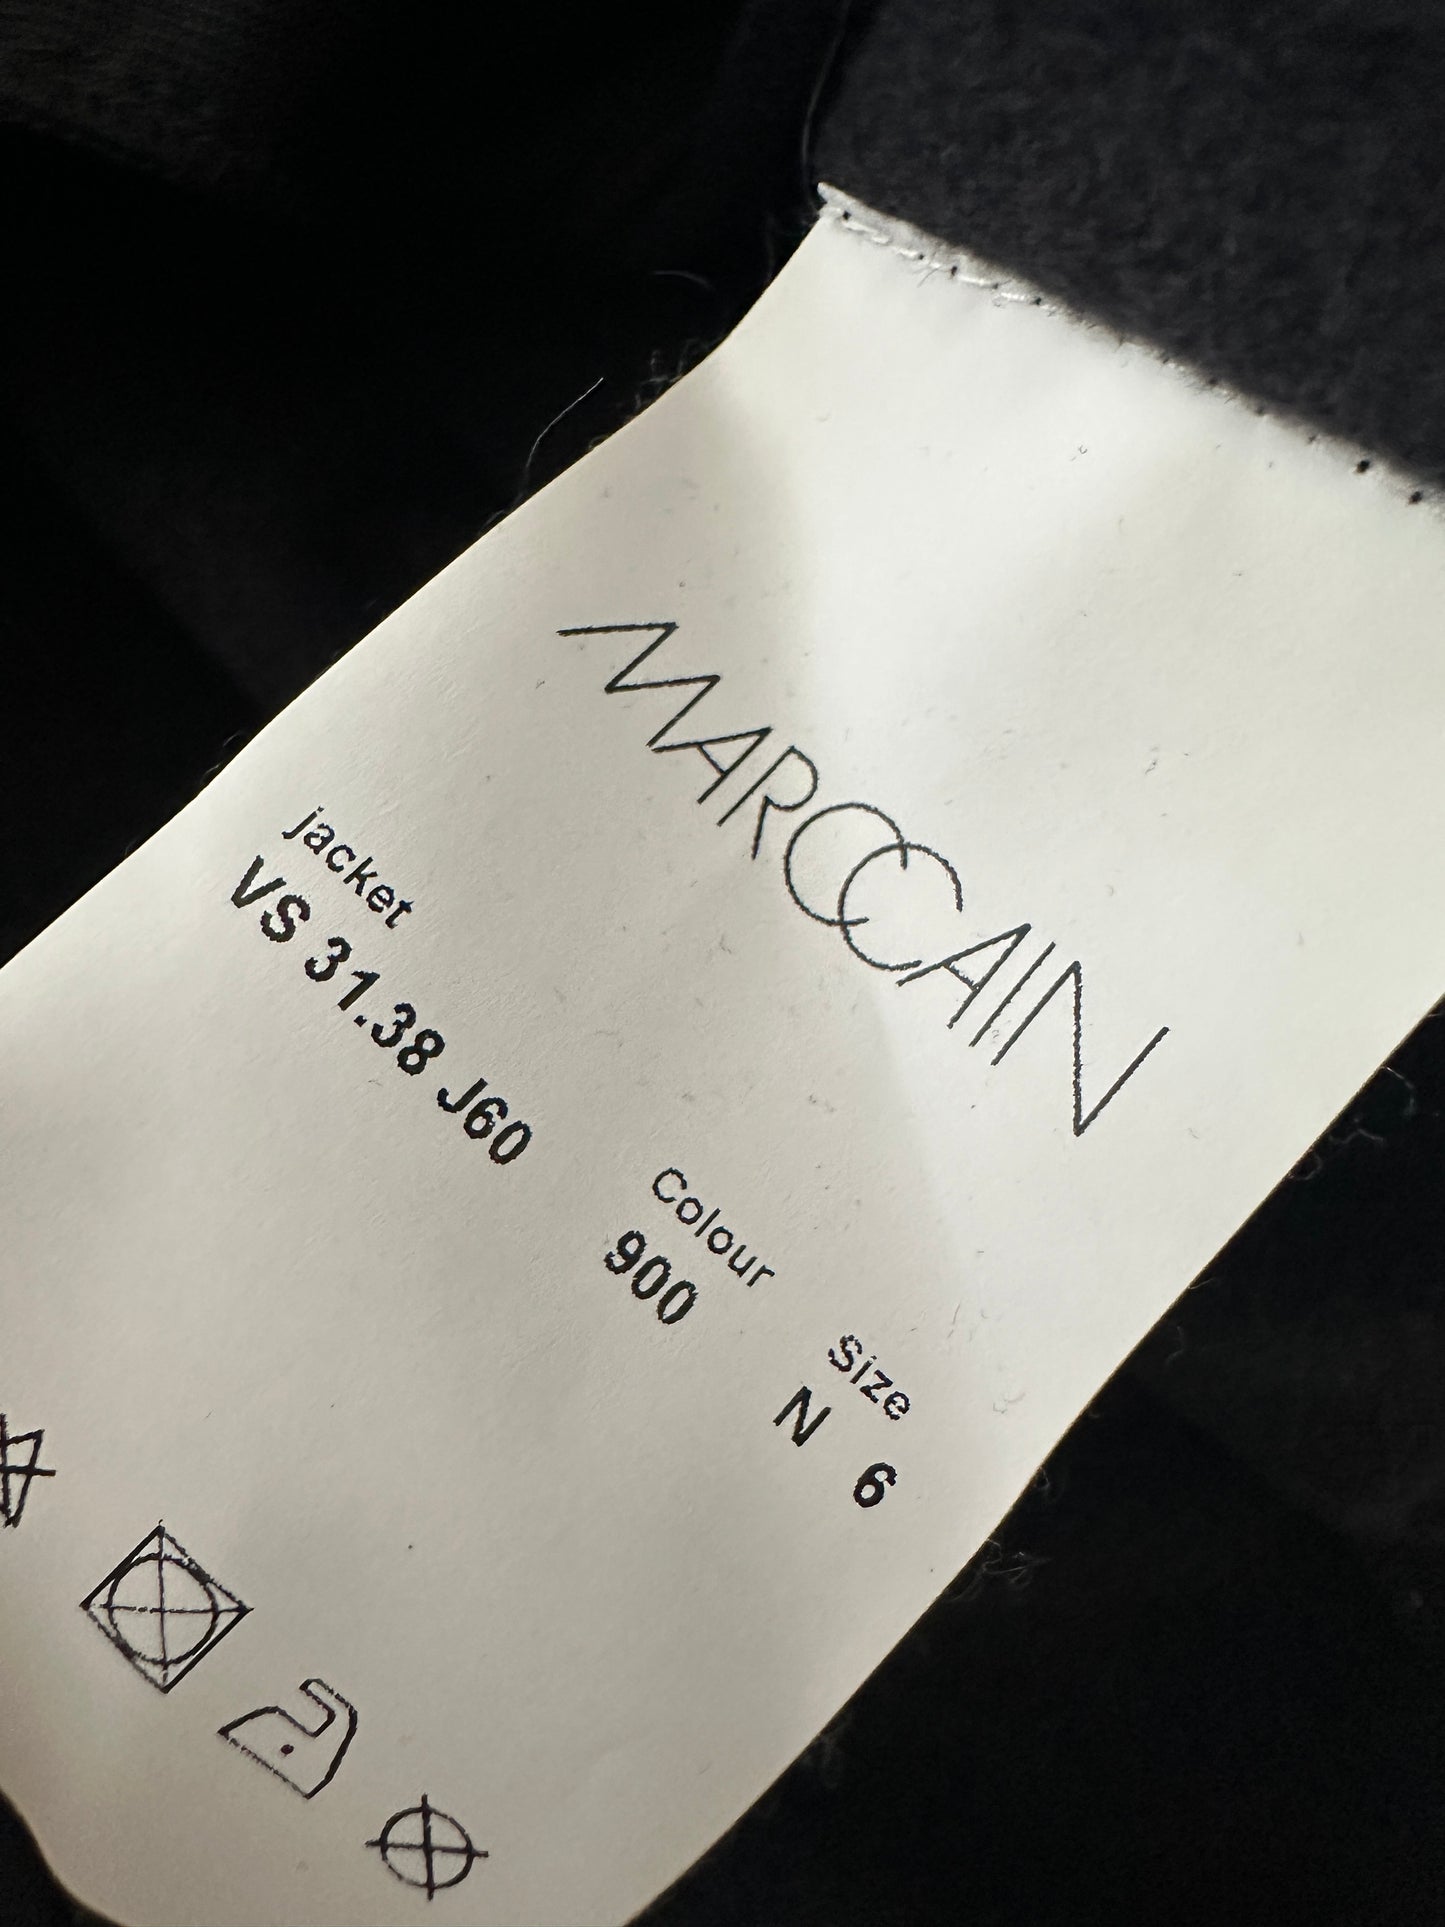 MARCCAIN
jacket Colour Size
VS 31.38 J60 900 N 6